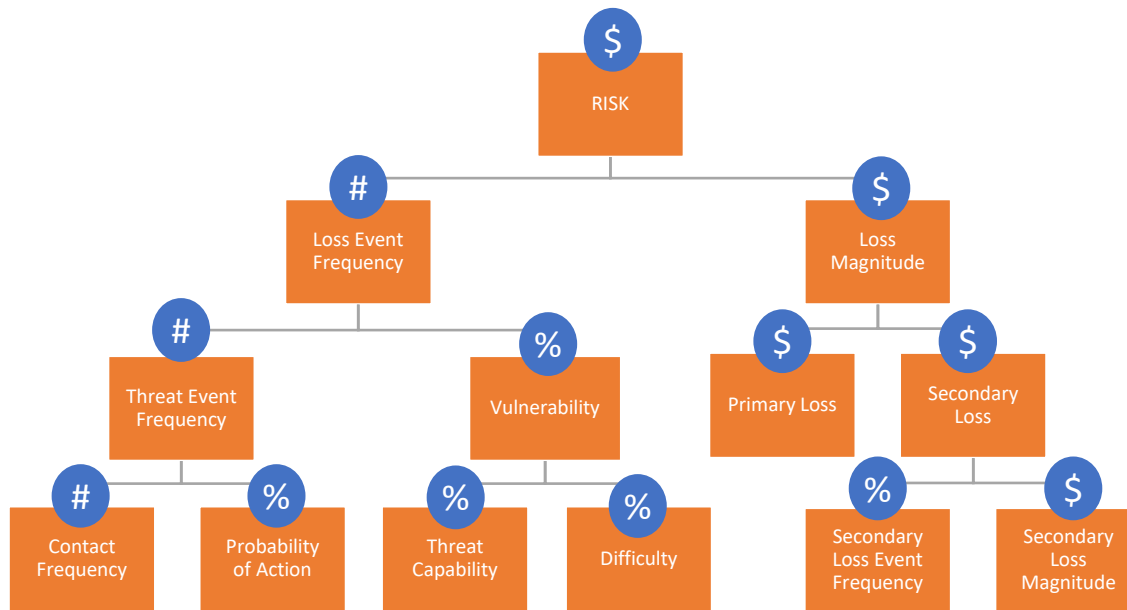 $
RISK
#
$
Loss Event
Frequency
Loss
Magnitude
#
%
$
$
Threat Event
Frequency
Vulnerability
Primary Loss
Secondary
Loss
#
%
%
%
%
$
Contact
Frequency
Probability
of Action
Threat
Capability
Difficulty
Secondary
Loss Event
Frequency
Secondary
Loss
Magnitude